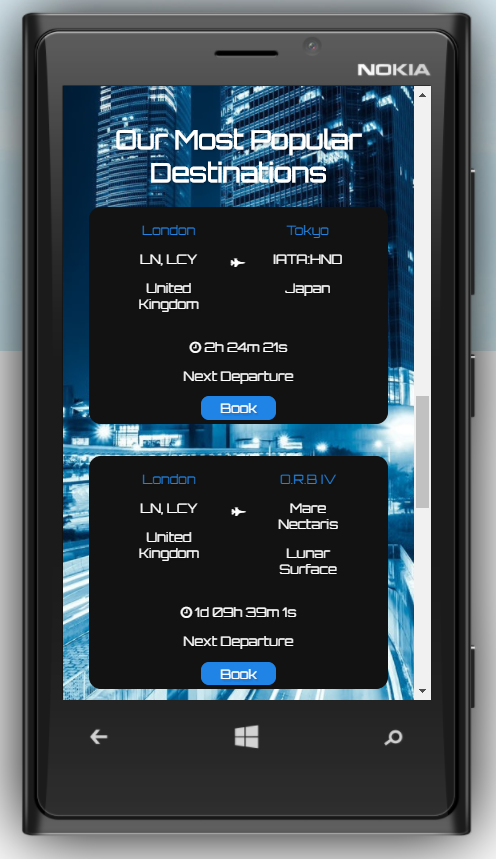 NOKIA
Our Most Popular
Destinations
London
Tokyo
LN, LCY
IATA:HND
United
Kingdom
Japan
2h 24m 21s
Next Departure
Book
London
O.R.B IV
LN, LCY
Mare
Nectaris
United
Kingdom
Lunar
Surface
1d 09h 39m 1s
Next Departure
Book